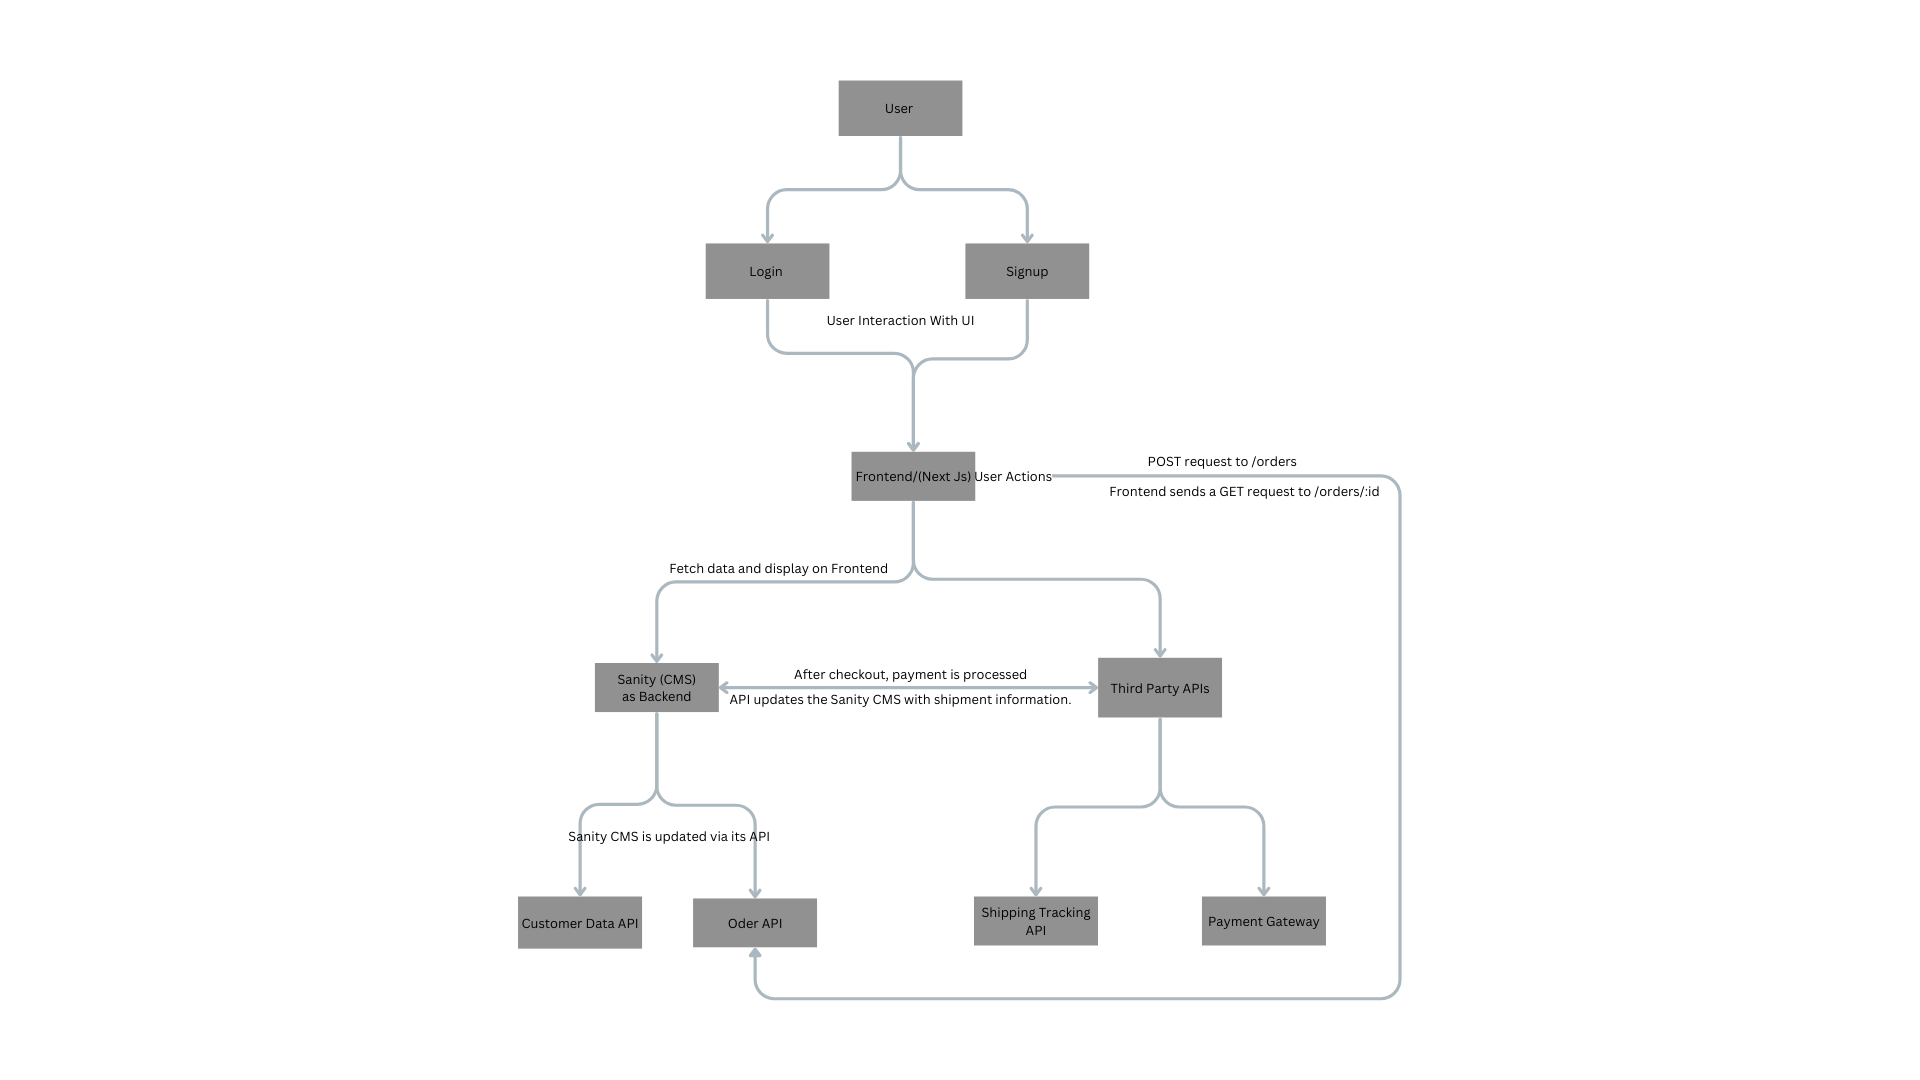 User
Login
Signup
User Interaction With UI
Frontend/(Next Js)
User Actions
POST request to /orders
Frontend sends a GET request to /orders/:id
Fetch data and display on Frontend
Sanity (CMS)
as Backend
After checkout, payment is processed
API updates the Sanity CMS with shipment information.
Third Party APIs
Sanity CMS is updated via its API
Customer Data API
Oder API
Shipping Tracking
API
Payment Gateway